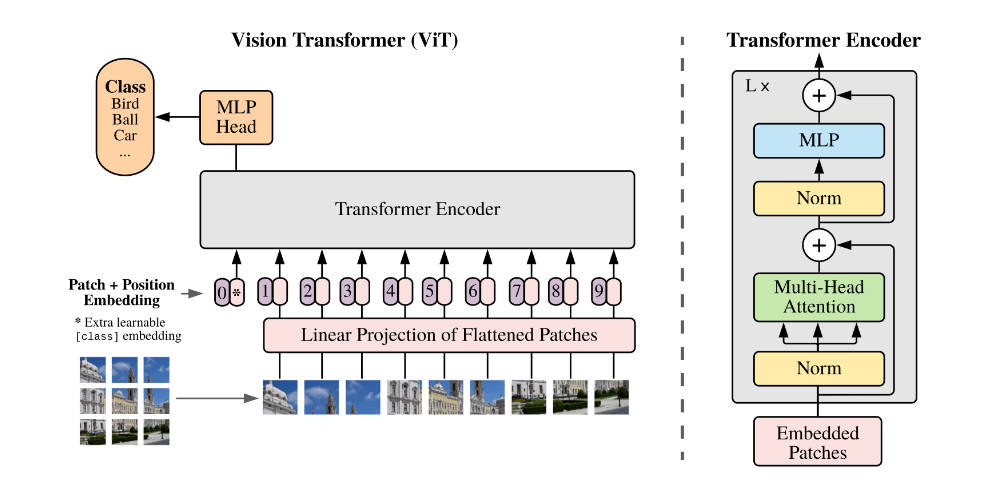 Vision Transformer (ViT)
Class
Bird
Ball
Car
...
MLP
Head
Transformer Encoder
Patch + Position
Embedding
0 * 1 2 3 4 5 6 7 8 9
* Extra learnable
[class] embedding
Linear Projection of Flattened Patches
Transformer Encoder
L x
+
MLP
Norm
+
Multi-Head
Attention
Norm
Embedded
Patches